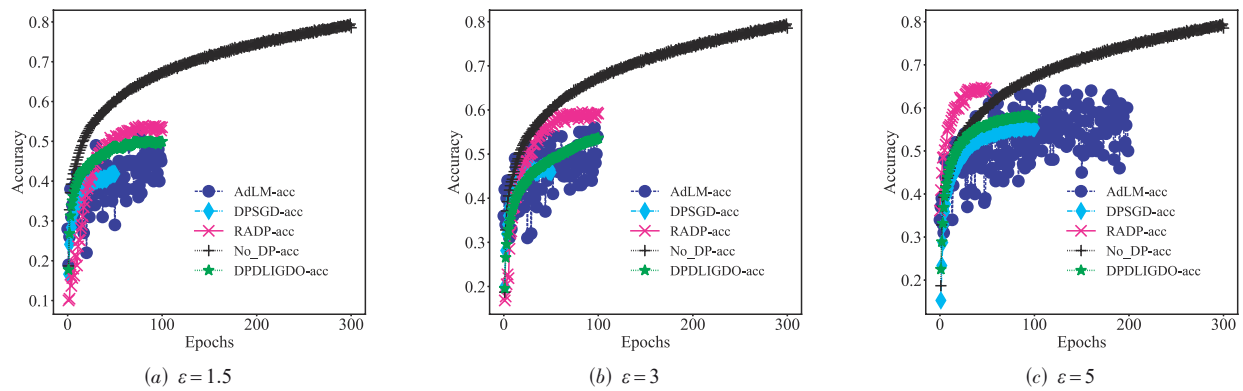 0.8
0.7
0.6
0.5
0.4
0.3
0.2
0.1
Accuracy
AdLM-acc
DPSGD-acc
RADP-acc
No_DP-acc
DPDLIGDO-acc
0 100 200 300
Epochs
(a) ε=1.5
0.8
0.7
0.6
0.5
0.4
0.3
0.2
Accuracy
AdLM-acc
DPSGD-acc
RADP-acc
No_DP-acc
DPDLIGDO-acc
0 100 200 300
Epochs
(b) ε=3
0.8
0.7
0.6
0.5
0.4
0.3
0.2
Accuracy
AdLM-acc
DPSGD-acc
RADP-acc
No_DP-acc
DPDLIGDO-acc
0 100 200 300
Epochs
(c) ε=5